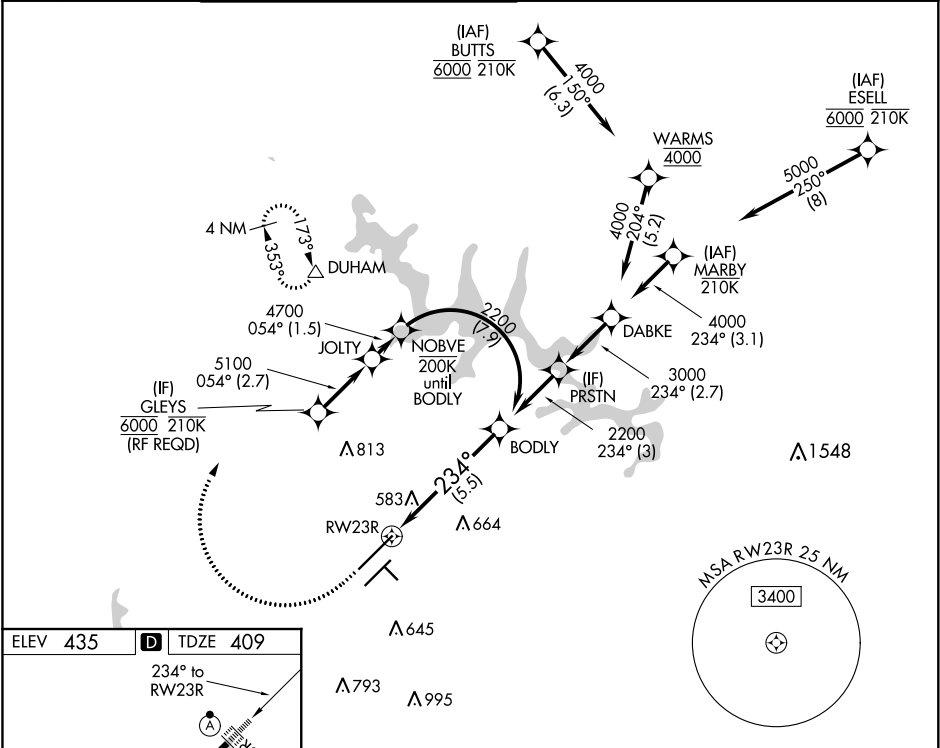 (IAF)
BUTTS
6000 210K
4000
150°
(6.3)
(IAF)
ESELL
6000 210K
WARMS
4000
5000
250°
(8)
4000
204°
(5.2)
4 NM
173°
353°
DUHAM
(IAF)
MARBY
210K
4700
054° (1.5)
2200
(7.9)
DABKE
4000
234° (3.1)
JOLTY
NOBVE
200K
until
BODLY
5100
054° (2.7)
3000
234° (2.7)
(IF)
PRSTN
(IF)
GLEYS
6000 210K
(RF REQD)
2200
234° (3)
BODLY
813
1548
234°
(5.5)
583
RW23R
664
MSA RW23R 25 NM
3400
645
ELEV 435
D
TDZE 409
234° to
RW23R
793
995
A